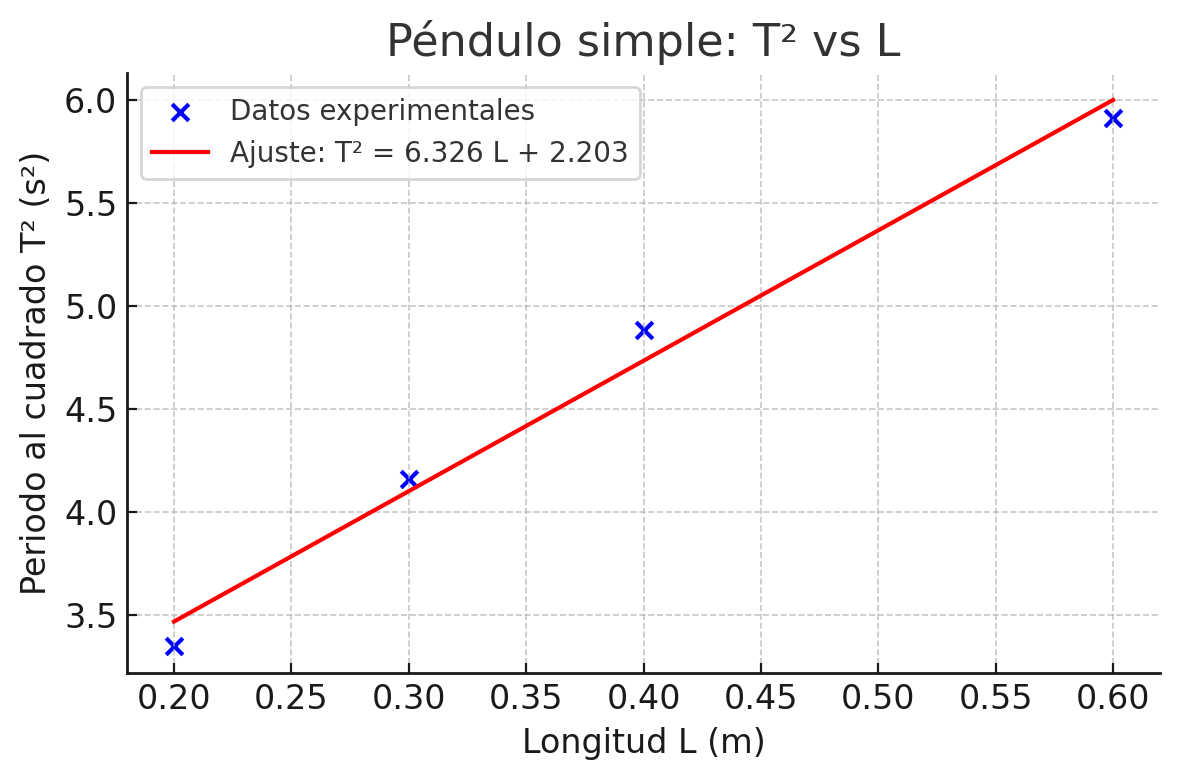 Péndulo simple: T² vs L
Datos experimentales
Ajuste: T² = 6.326 L + 2.203
Periodo al cuadrado T² (s²)
6.0
5.5
5.0
4.5
4.0
3.5
0.20 0.25 0.30 0.35 0.40 0.45 0.50 0.55 0.60
Longitud L (m)